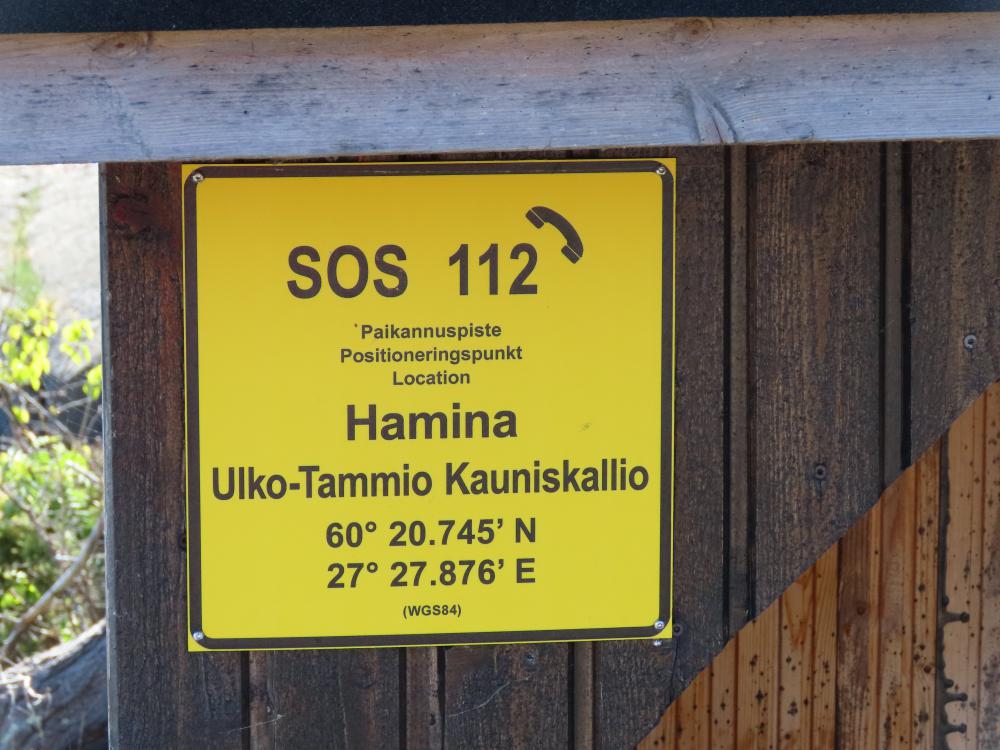 SOS 112
Paikannuspiste
Positioneringspunkt
Location
Hamina
Ulko-Tammio Kauniskallio
60° 20.745’ N
27° 27.876’ E
(WGS84)